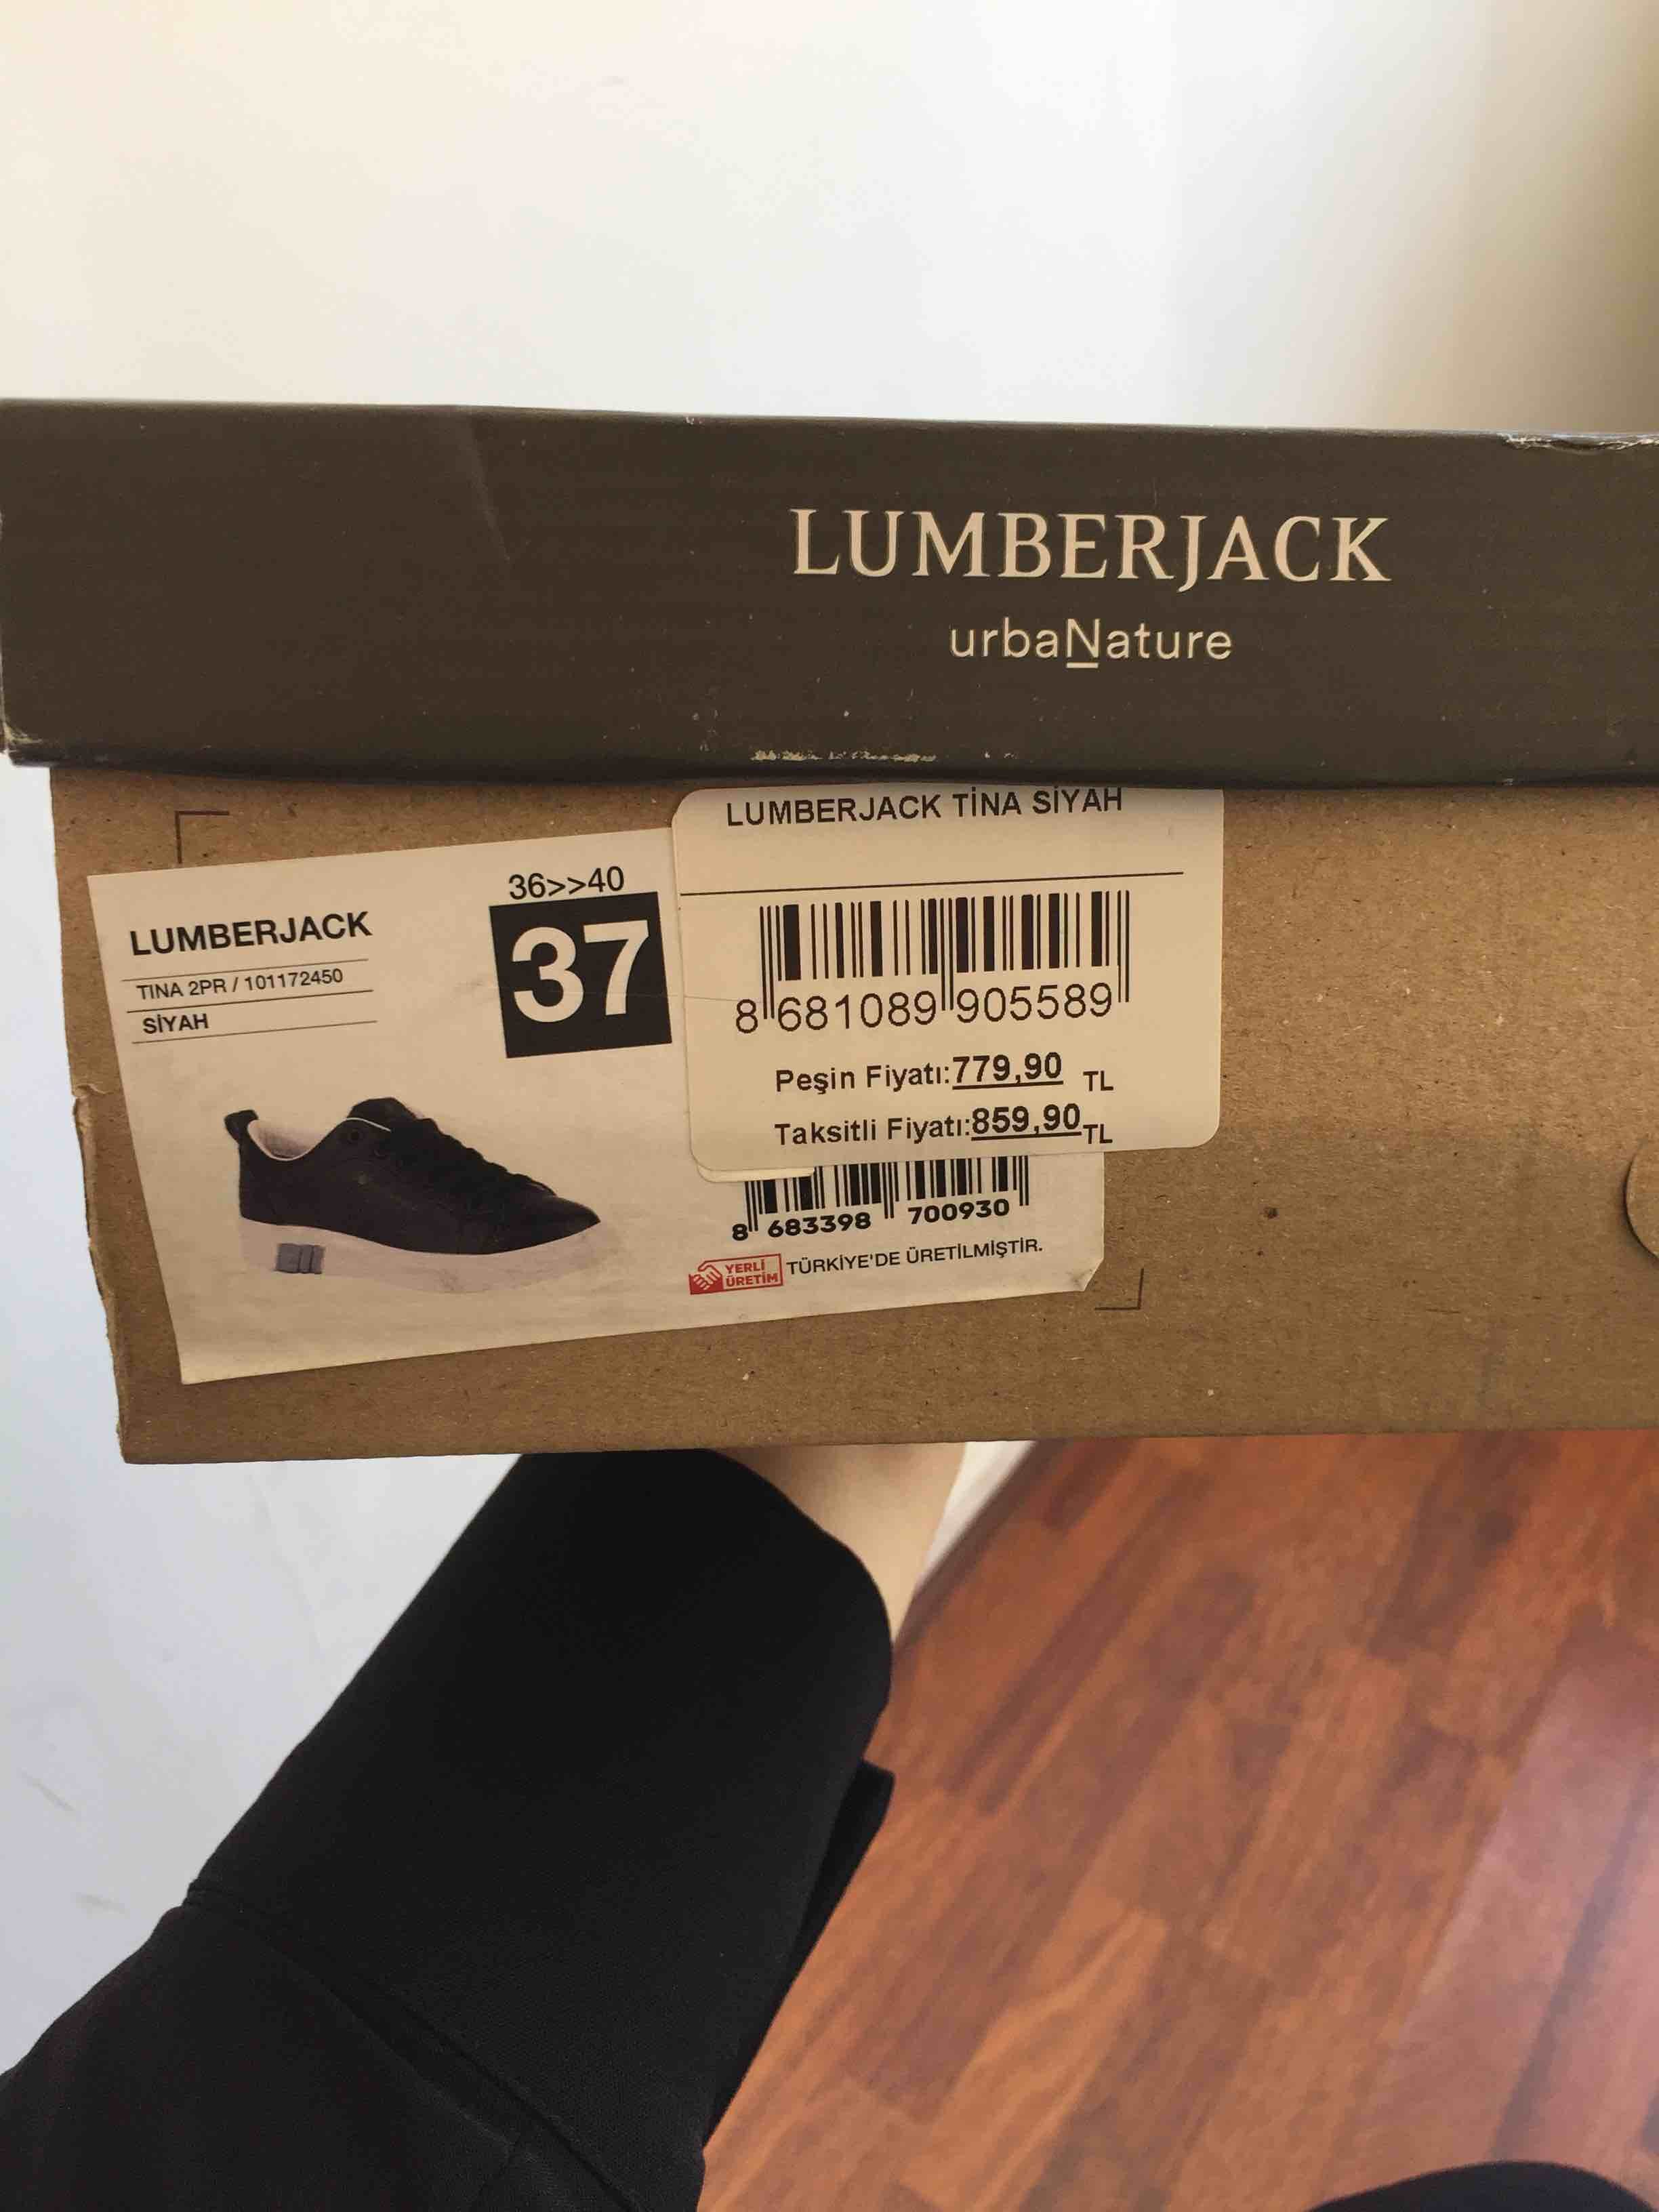 LUMBERJACK
urbaNature
LUMBERJACK TİNA SİYAH
36>>40
LUMBERJACK
37
TINA 2PR / 101172450
SİYAH
8 681089 905589
Peşin Fiyatı:779,90 TL
Taksitli Fiyatı:859,90 TL
8 683398 700930
YERLİ
ÜRETİM
TÜRKİYE'DE ÜRETİLMİŞTİR.